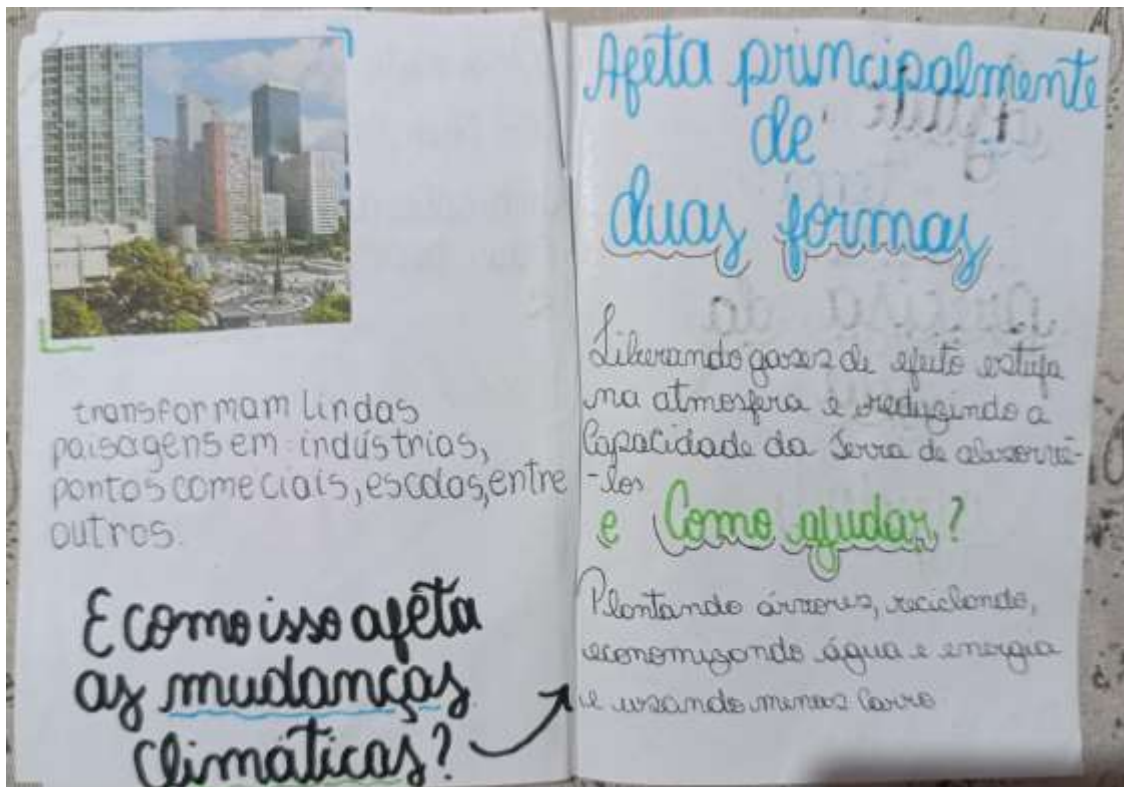 transformam lindas
paisagens em indústrias,
pontos comeciais, escolas, entre
outros.
E como isso afeta
as mudanças
climáticas?
Afeta principalmente
de
duas formas
Liberando gases de efeito estufa
na atmosfera e reduzindo a
Capacidade da Terra de absorvê-
-los
e Como ajudar?
Plantando árvores, reciclando,
economizando água e energia
e usando menos carro